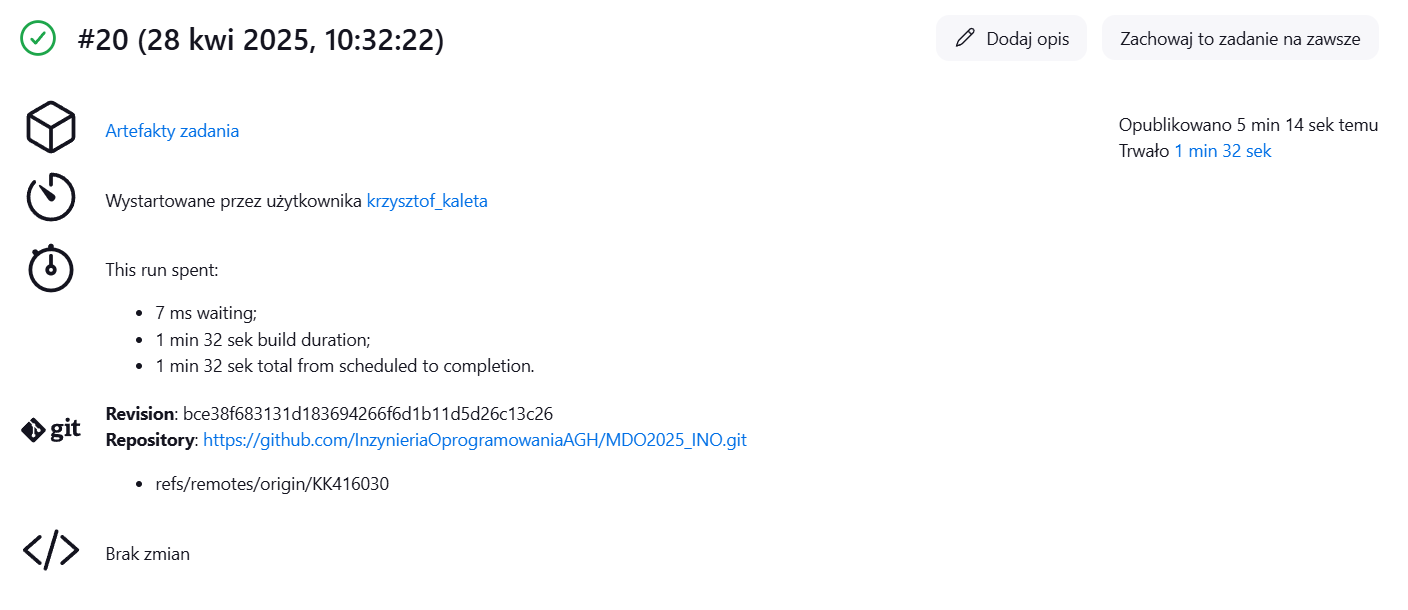 #20 (28 kwi 2025, 10:32:22)
Dodaj opis
Zachowaj to zadanie na zawsze
Artefakty zadania
Opublikowano 5 min 14 sek temu
Trwało 1 min 32 sek
Wystartowane przez użytkownika krzysztof_kaleta
This run spent:
• 7 ms waiting;
• 1 min 32 sek build duration;
• 1 min 32 sek total from scheduled to completion.
git
Revision: bce38f683131d183694266f6d1b11d5d26c13c26
Repository: https://github.com/InzynieriaOprogramowaniaAGH/MDO2025_INO.git
• refs/remotes/origin/KK416030
Brak zmian